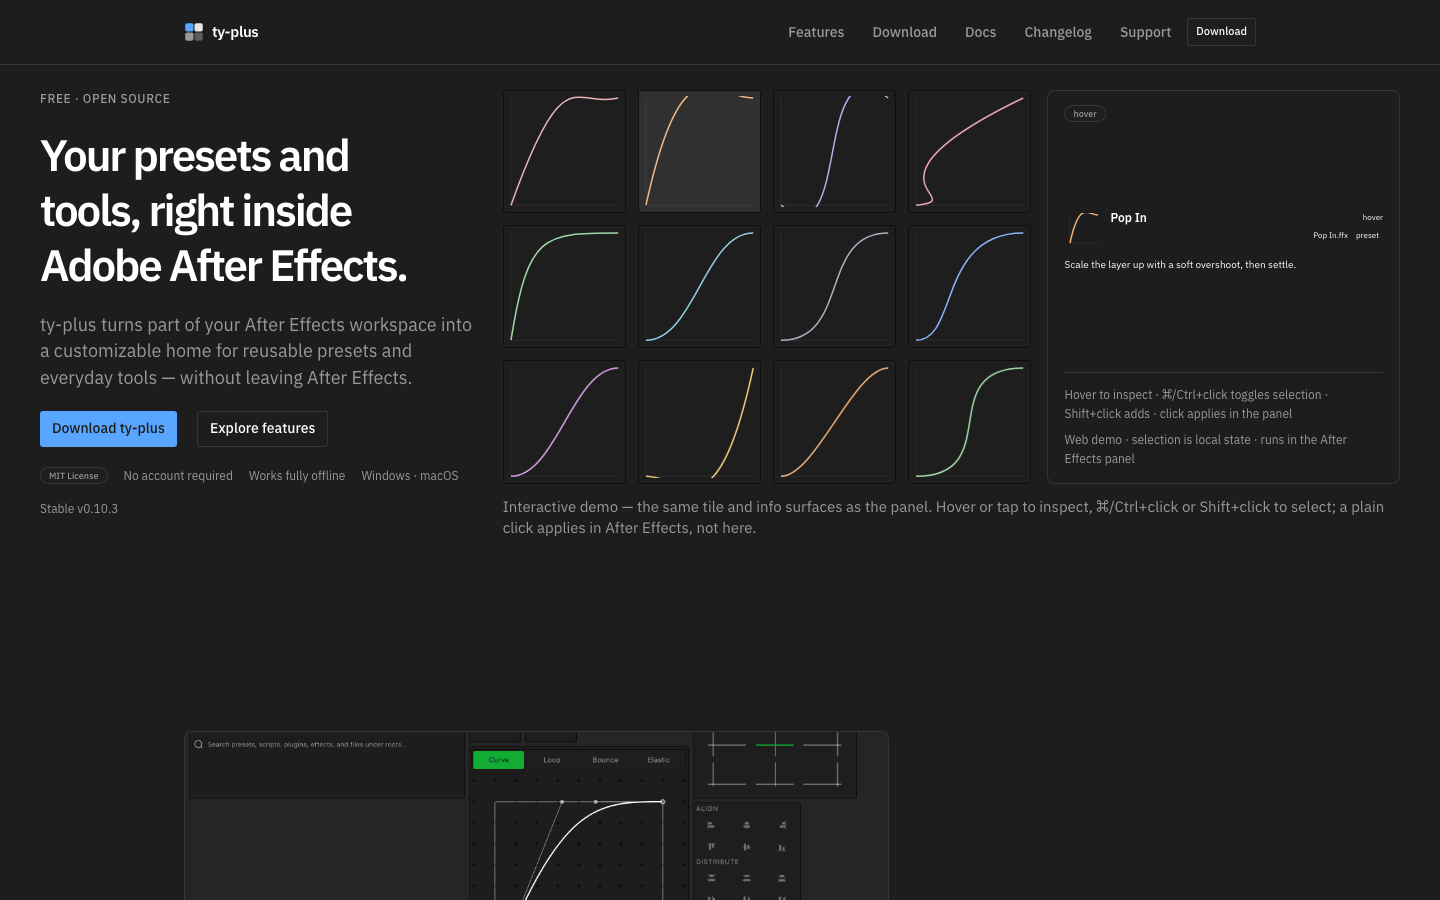 ty-plus
Features
Download
Docs
Changelog
Support
Download
FREE · OPEN SOURCE
Your presets and
tools, right inside
Adobe After Effects.
ty-plus turns part of your After Effects workspace into
a customizable home for reusable presets and
everyday tools — without leaving After Effects.
Download ty-plus
Explore features
MIT License
No account required
Works fully offline
Windows · macOS
Stable v0.10.3
hover
Pop In
hover
Pop In.ffx preset
Scale the layer up with a soft overshoot, then settle.
Hover to inspect · ⌘/Ctrl+click toggles selection ·
Shift+click adds · click applies in the panel
Web demo · selection is local state · runs in the After
Effects panel
Interactive demo — the same tile and info surfaces as the panel. Hover or tap to inspect, ⌘/Ctrl+click or Shift+click to select; a plain
click applies in After Effects, not here.
Search presets, scripts, plugins, effects, and files under roots...
Curve
Loop
Bounce
Elastic
ALIGN
DISTRIBUTE